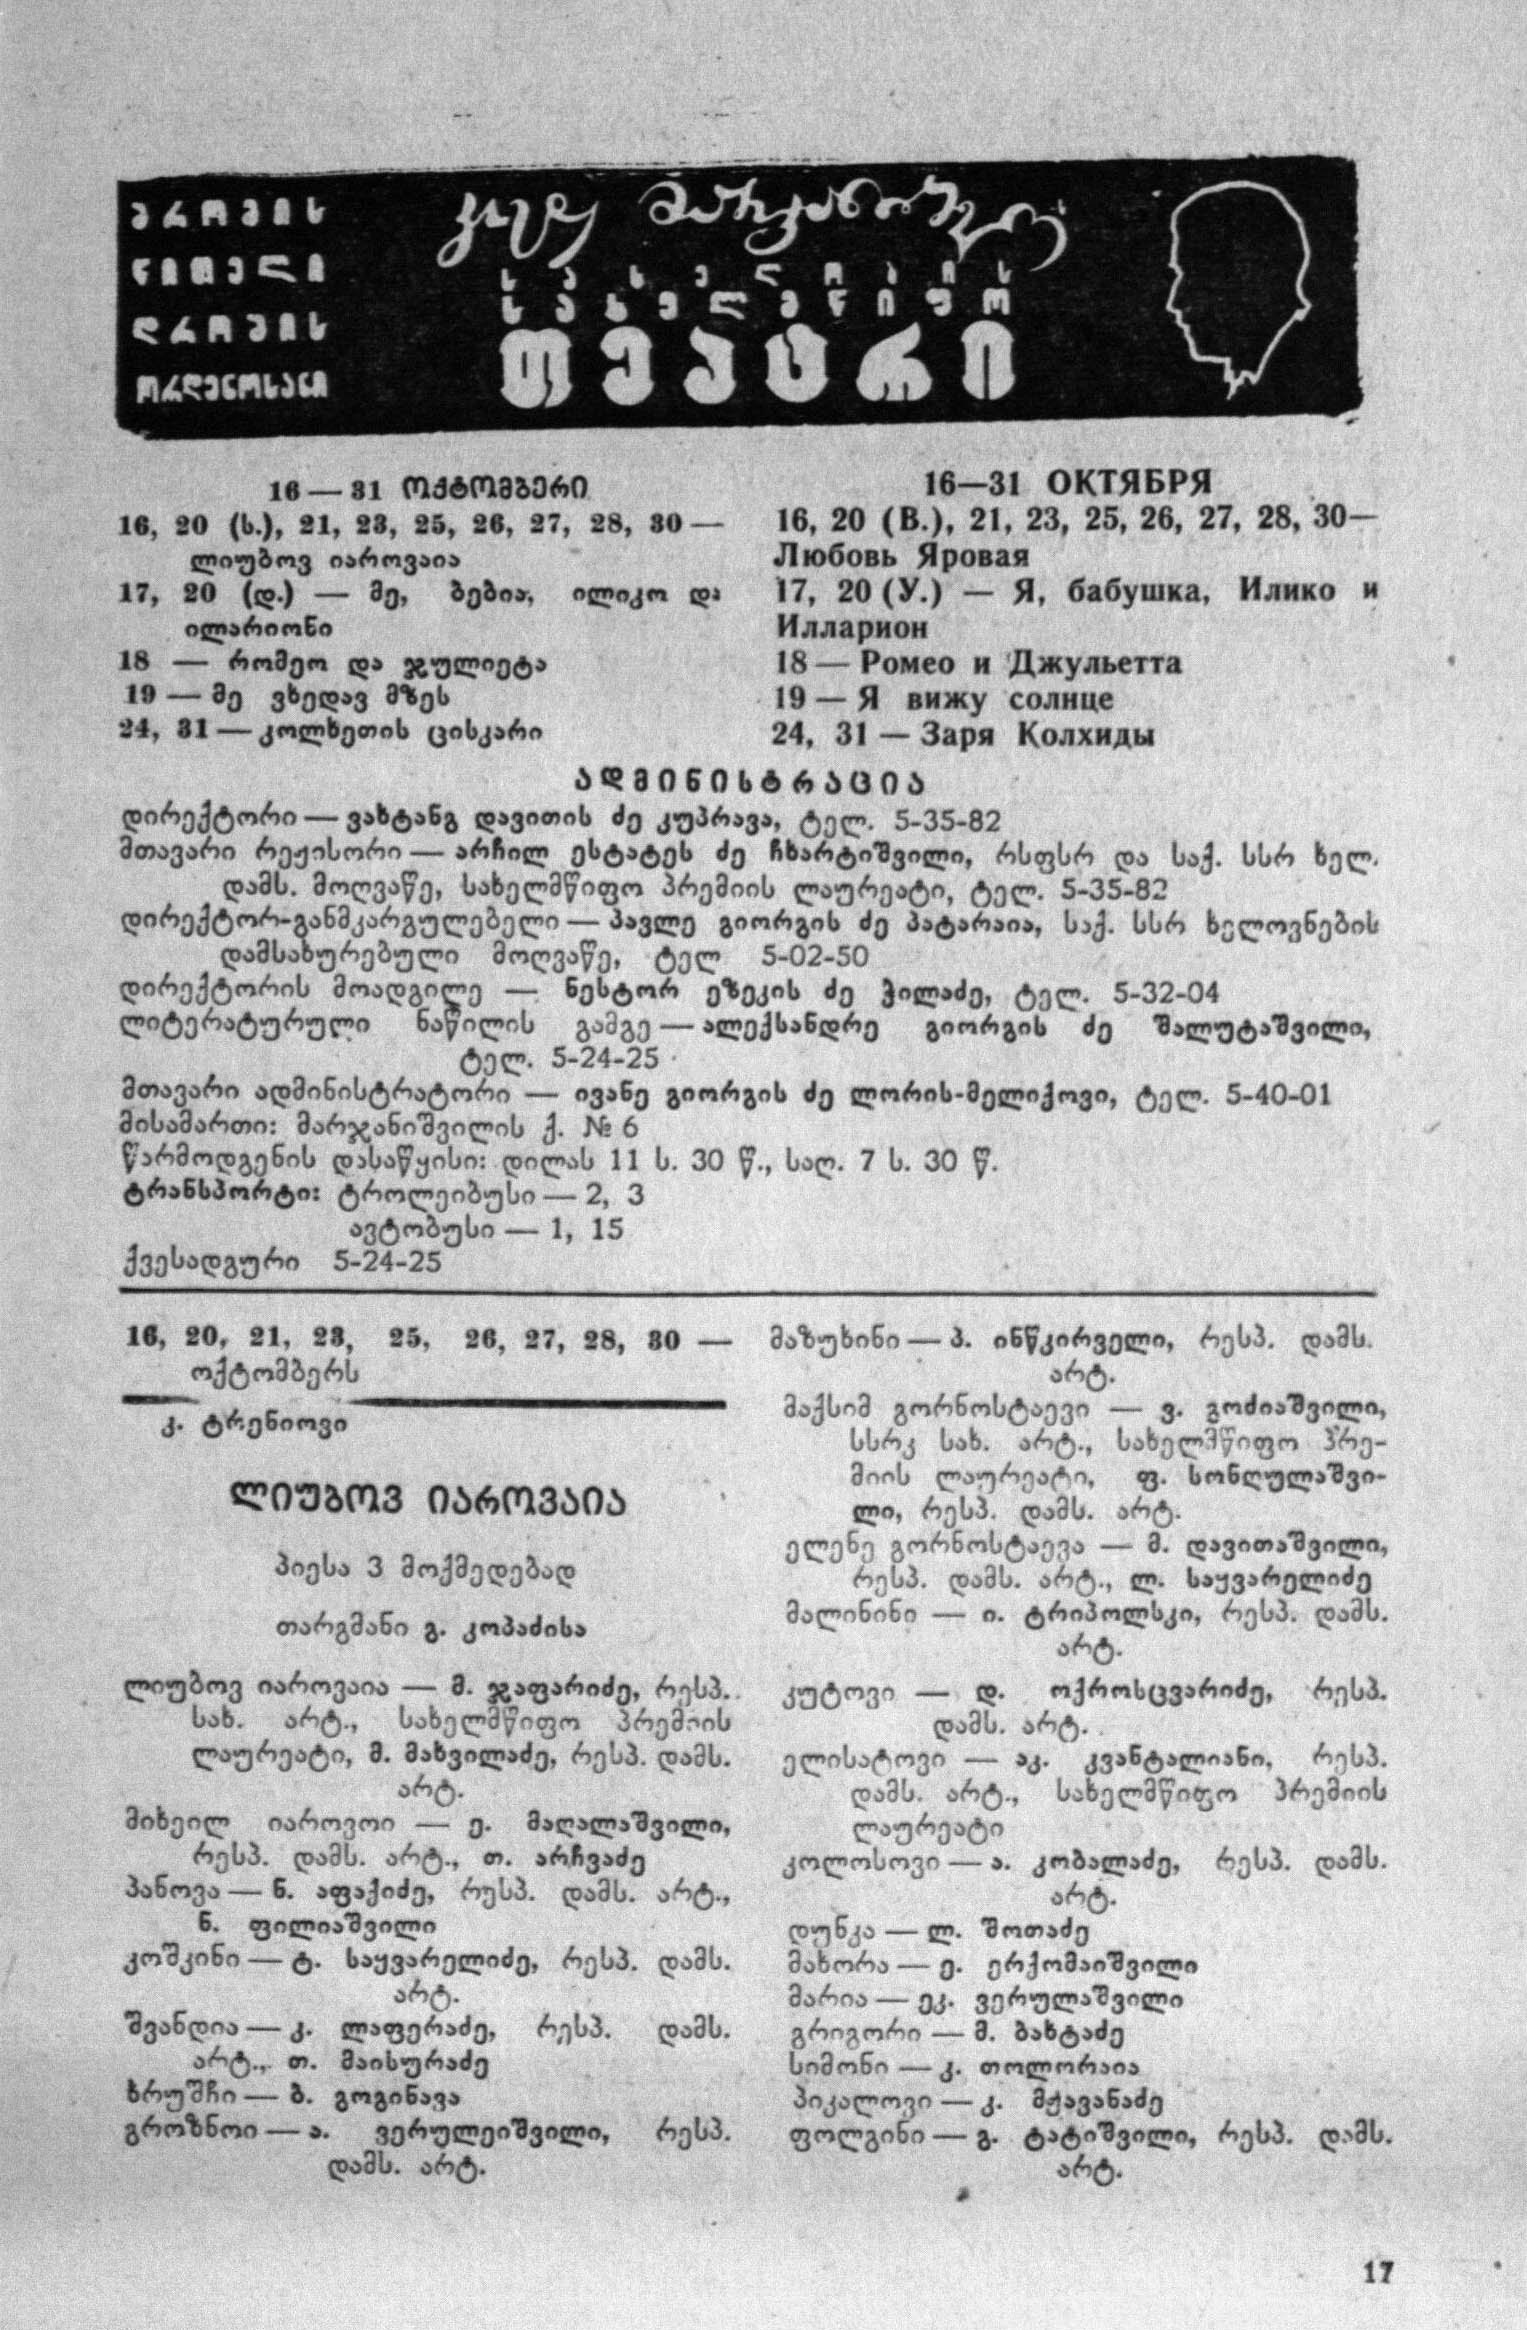 შრომის
წითელი
დროშის
ორდენოსანი
კოტე მარჯანიშვილის
სახელობის
სახელმწიფო
თეატრი
16 — 31 ᲝᲥᲢᲝᲛᲑᲔᲠᲘ
16, 20 (ს.), 21, 23, 25, 26, 27, 28, 30 —
ლიუბოვ იაროვაია
17, 20 (დ.) — მე, ბებია, ილიკო და
ილარიონი
18 — რომეო და ჯულიეტა
19 — მე ვხედავ მზეს
24, 31 — კოლხეთის ცისკარი
16—31 ОКТЯБРЯ
16, 20 (В.), 21, 23, 25, 26, 27, 28, 30—
Любовь Яровая
17, 20 (У.) — Я, бабушка, Илико и
Илларион
18 — Ромео и Джульетта
19 — Я вижу солнце
24, 31 — Заря Колхиды
ადმინისტრაცია
დირექტორი — ვახტანგ დავითის ძე კუპრავა, ტელ. 5-35-82
მთავარი რეჟისორი — არჩილ ესტატეს ძე ჩხარტიშვილი, რსფსრ და საქ. სსრ ხელ.
დამს. მოღვაწე, სახელმწიფო პრემიის ლაურეატი, ტელ. 5-35-82
დირექტორ-განმკარგულებელი — პავლე გიორგის ძე პატარაია, საქ. სსრ ხელოვნების
დამსახურებული მოღვაწე, ტელ 5-02-50
დირექტორის მოადგილე — ნესტორ ეზეკის ძე ჭილაძე, ტელ. 5-32-04
ლიტერატურული ნაწილის გამგე — ალექსანდრე გიორგის ძე შალუტაშვილი,
ტელ. 5-24-25
მთავარი ადმინისტრატორი — ივანე გიორგის ძე ლორის-მელიქოვი, ტელ. 5-40-01
მისამართი: მარჯანიშვილის ქ. № 6
წარმოდგენის დასაწყისი: დილას 11 ს. 30 წ., საღ. 7 ს. 30 წ.
ტრანსპორტი: ტროლეიბუსი — 2, 3
ავტობუსი — 1, 15
ქვესადგური 5-24-25
16, 20, 21, 23, 25, 26, 27, 28, 30 —
ოქტომბერს
კ. ტრენიოვი
ლიუბოვ იაროვაია
პიესა 3 მოქმედებად
თარგმანი გ. კოპაძისა
ლიუბოვ იაროვაია — მ. ჯაფარიძე, რესპ.
სახ. არტ., სახელმწიფო პრემიის
ლაურეატი, მ. მახვილაძე, რესპ. დამს.
არტ.
მიხეილ იაროვოი — ე. მაღალაშვილი,
რესპ. დამს. არტ., თ. არჩვაძე
პანოვა — ნ. აფაქიძე, რუსპ. დამს. არტ.,
ნ. ფილიაშვილი
კოშკინი — ტ. საყვარელიძე, რესპ. დამს.
არტ.
შვანდია — კ. ლაფერაძე, რესპ. დამს.
არტ., თ. მაისურაძე
ხრუშჩი — ბ. გოგინავა
გროზნოი — ა. ვერულეიშვილი, რესპ.
დამს. არტ.
მაზუხინი — პ. ინწკირველი, რესპ. დამს.
არტ.
მაქსიმ გორნოსტაევი — ვ. გოძიაშვილი,
სსრკ სახ. არტ., სახელმწიფო პრე-
მიის ლაურეატი, ფ. სონღულაშვი-
ლი, რესპ. დამს. არტ.
ელენე გორნოსტაევა — მ. დავითაშვილი,
რესპ. დამს. არტ., ლ. საყვარელიძე
მალინინი — ი. ტრიპოლსკი, რესპ. დამს.
არტ.
კუტოვი — დ. ოქროსცვარიძე, რესპ.
დამს. არტ.
ელისატოვი — აკ. კვანტალიანი, რესპ.
დამს. არტ., სახელმწიფო პრემიის
ლაურეატი
კოლოსოვი — ა. კობალაძე, რესპ. დამს.
არტ.
დუნკა — ლ. შოთაძე
მახორა — ე. ერქომაიშვილი
მარია — ეკ. ვერულაშვილი
გრიგორი — მ. ბახტაძე
სიმონი — კ. თოლორაია
პიკალოვი — კ. მჟავანაძე
ფოლგინი — გ. ტატიშვილი, რესპ. დამს.
არტ.
17